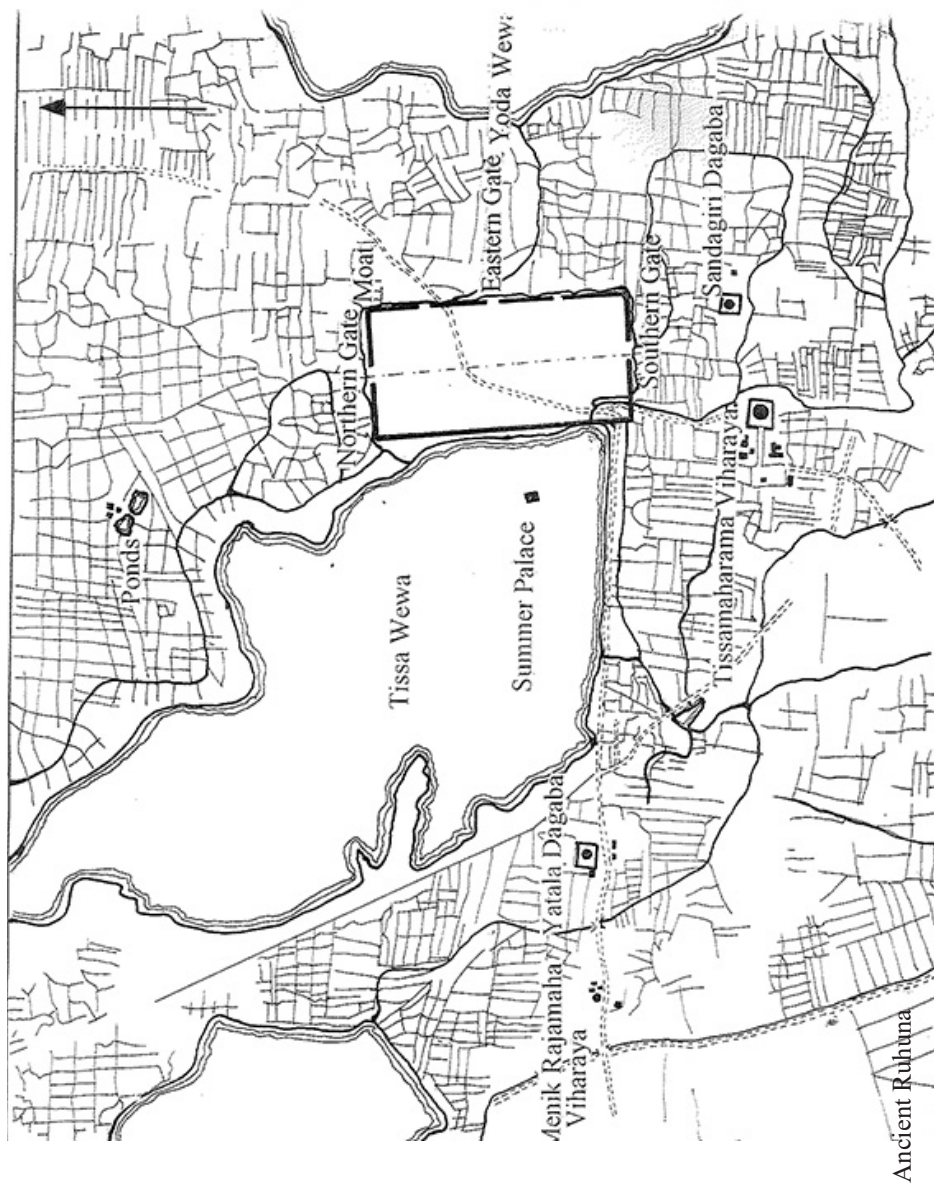 Yoda Wewa
Eastern Gate
Moat
Northern Gate
Southern Gate
Sandagiri Dagaba
Ponds
Tissa Wewa
Summer Palace
Tissamaharama Viharaya
Yatala Dagaba
Menik Rajamaha
Viharaya
Ancient Ruhuna